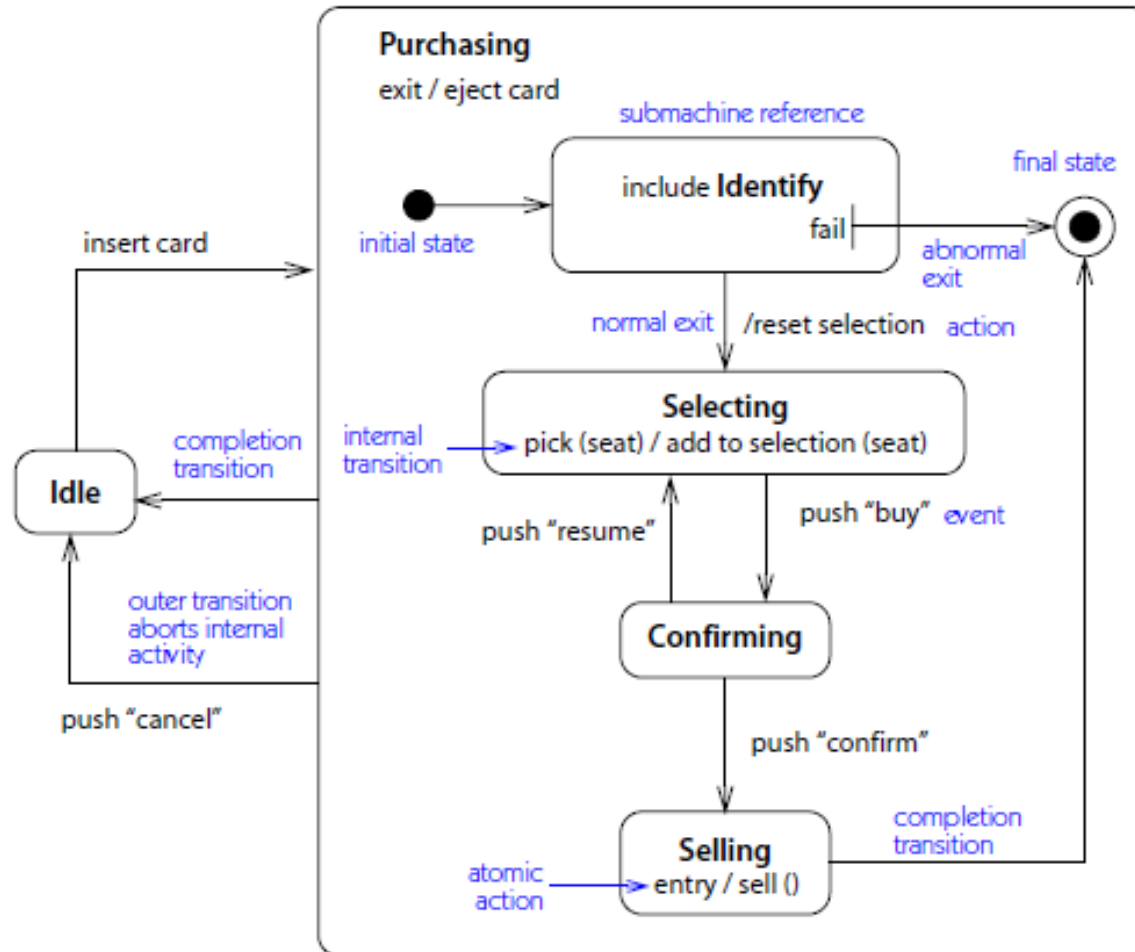 Purchasing
exit / eject card
submachine reference
include Identify
fail
final state
initial state
abnormal
exit
insert card
normal exit
/reset selection
action
Selecting
pick (seat) / add to selection (seat)
internal
transition
completion
transition
Idle
push “resume”
push “buy”
event
outer transition
aborts internal
activity
push “cancel”
Confirming
push “confirm”
completion
transition
Selling
entry / sell ()
atomic
action